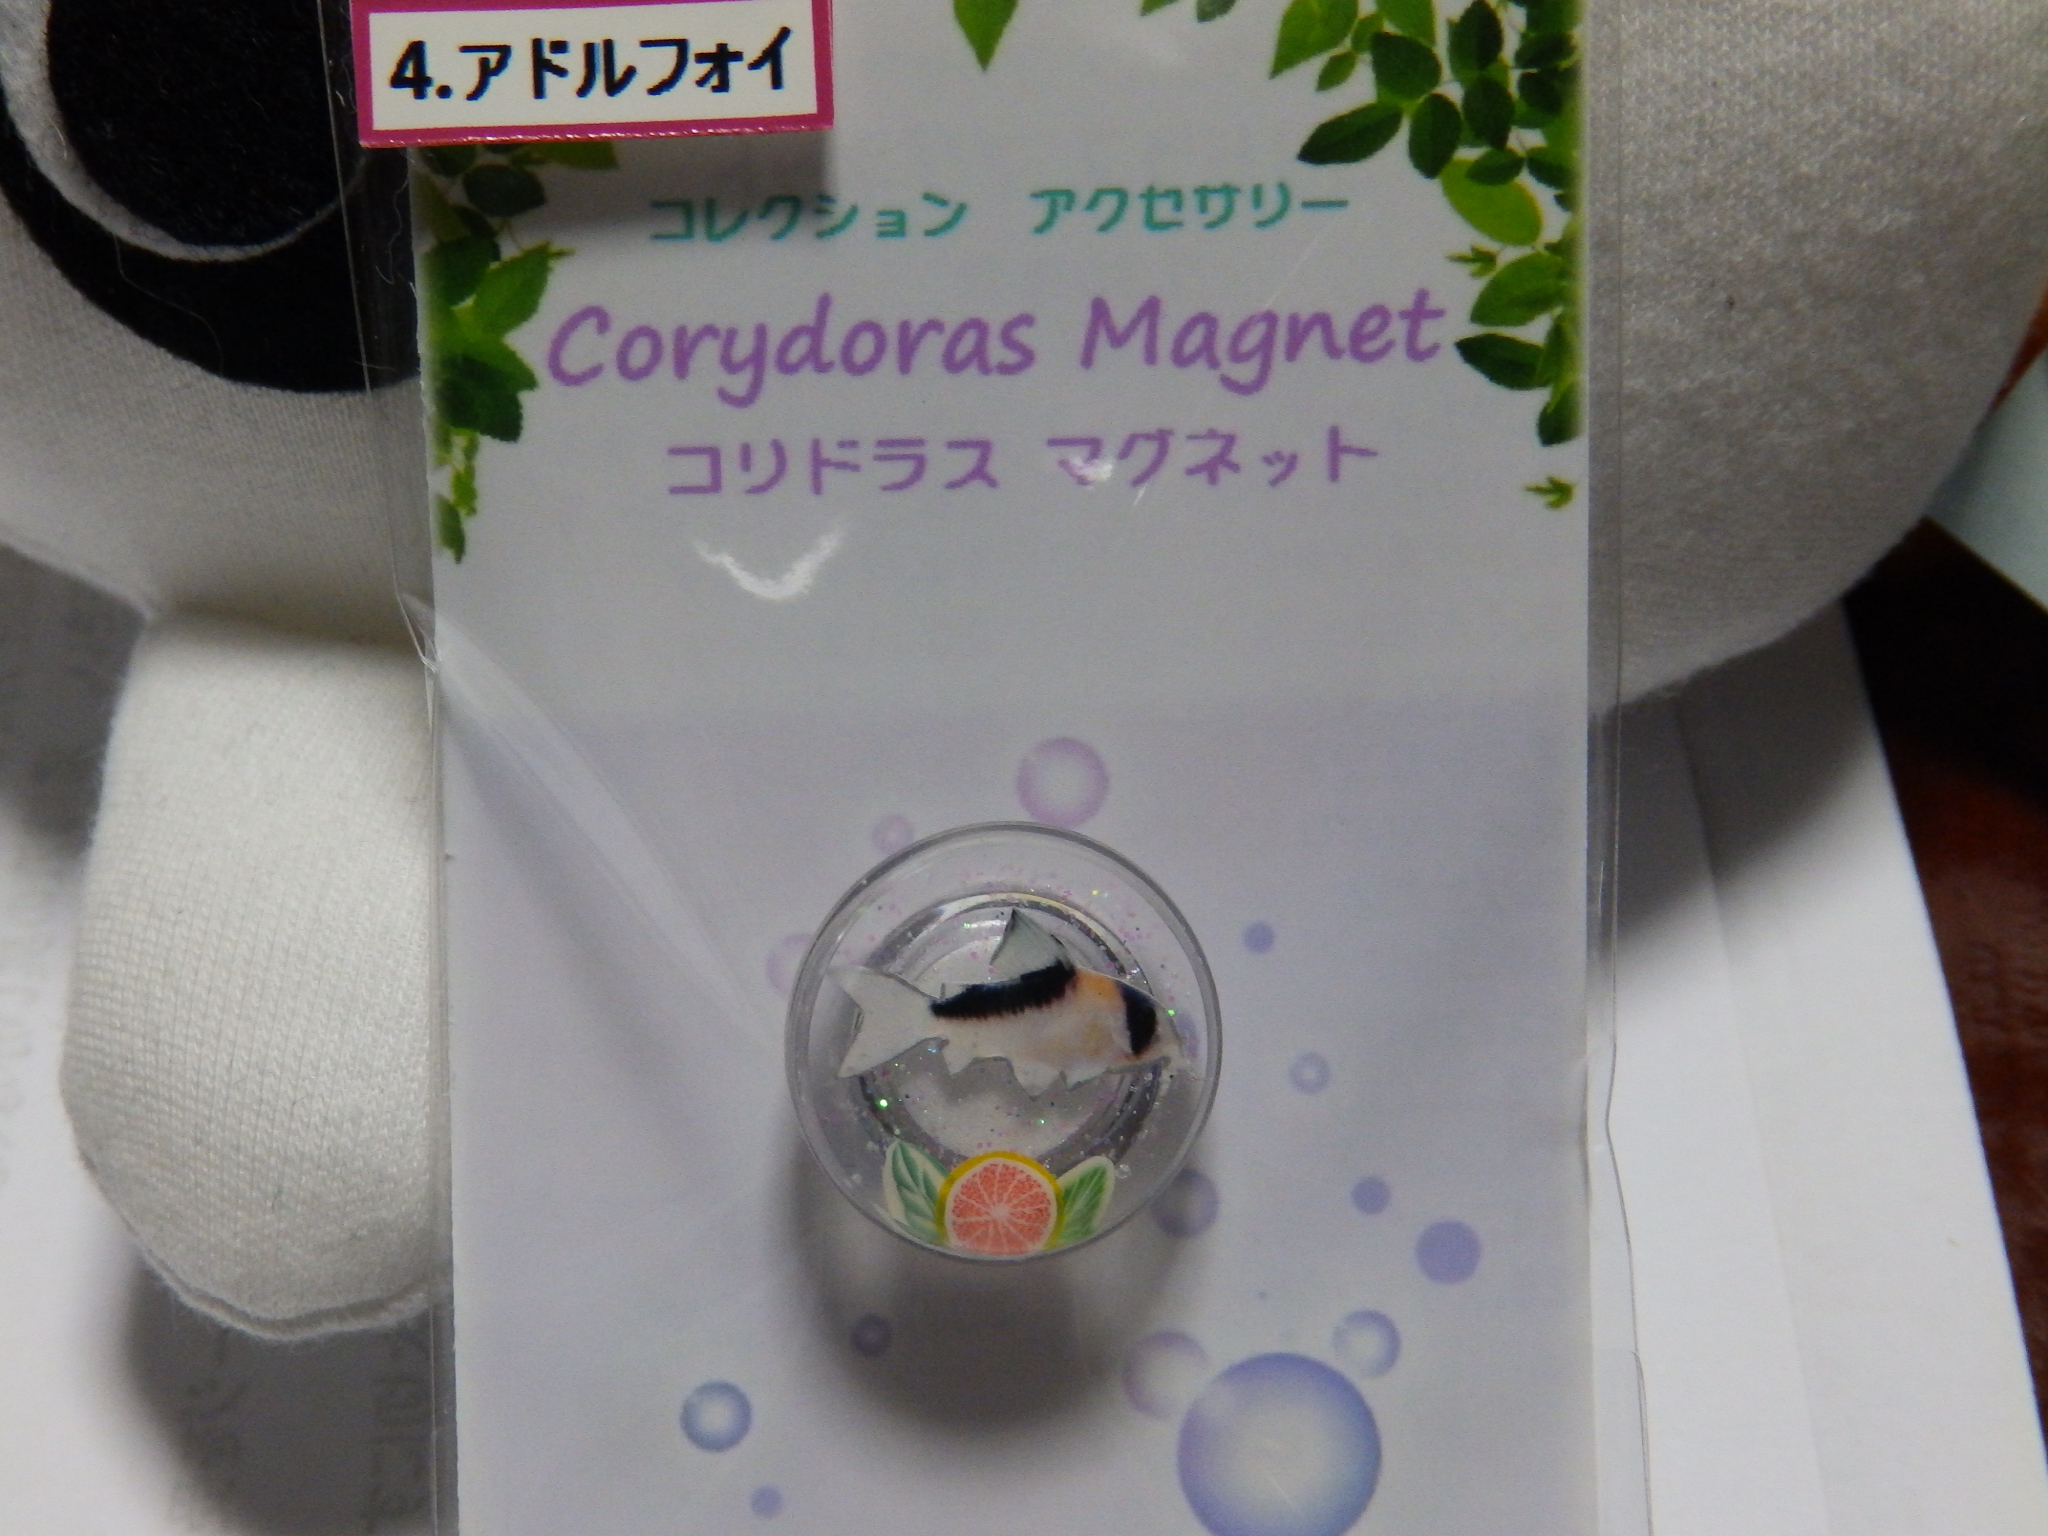 4.アドルフォイ
コレクション アクセサリー
Corydoras Magnet
コリドラス マグネット